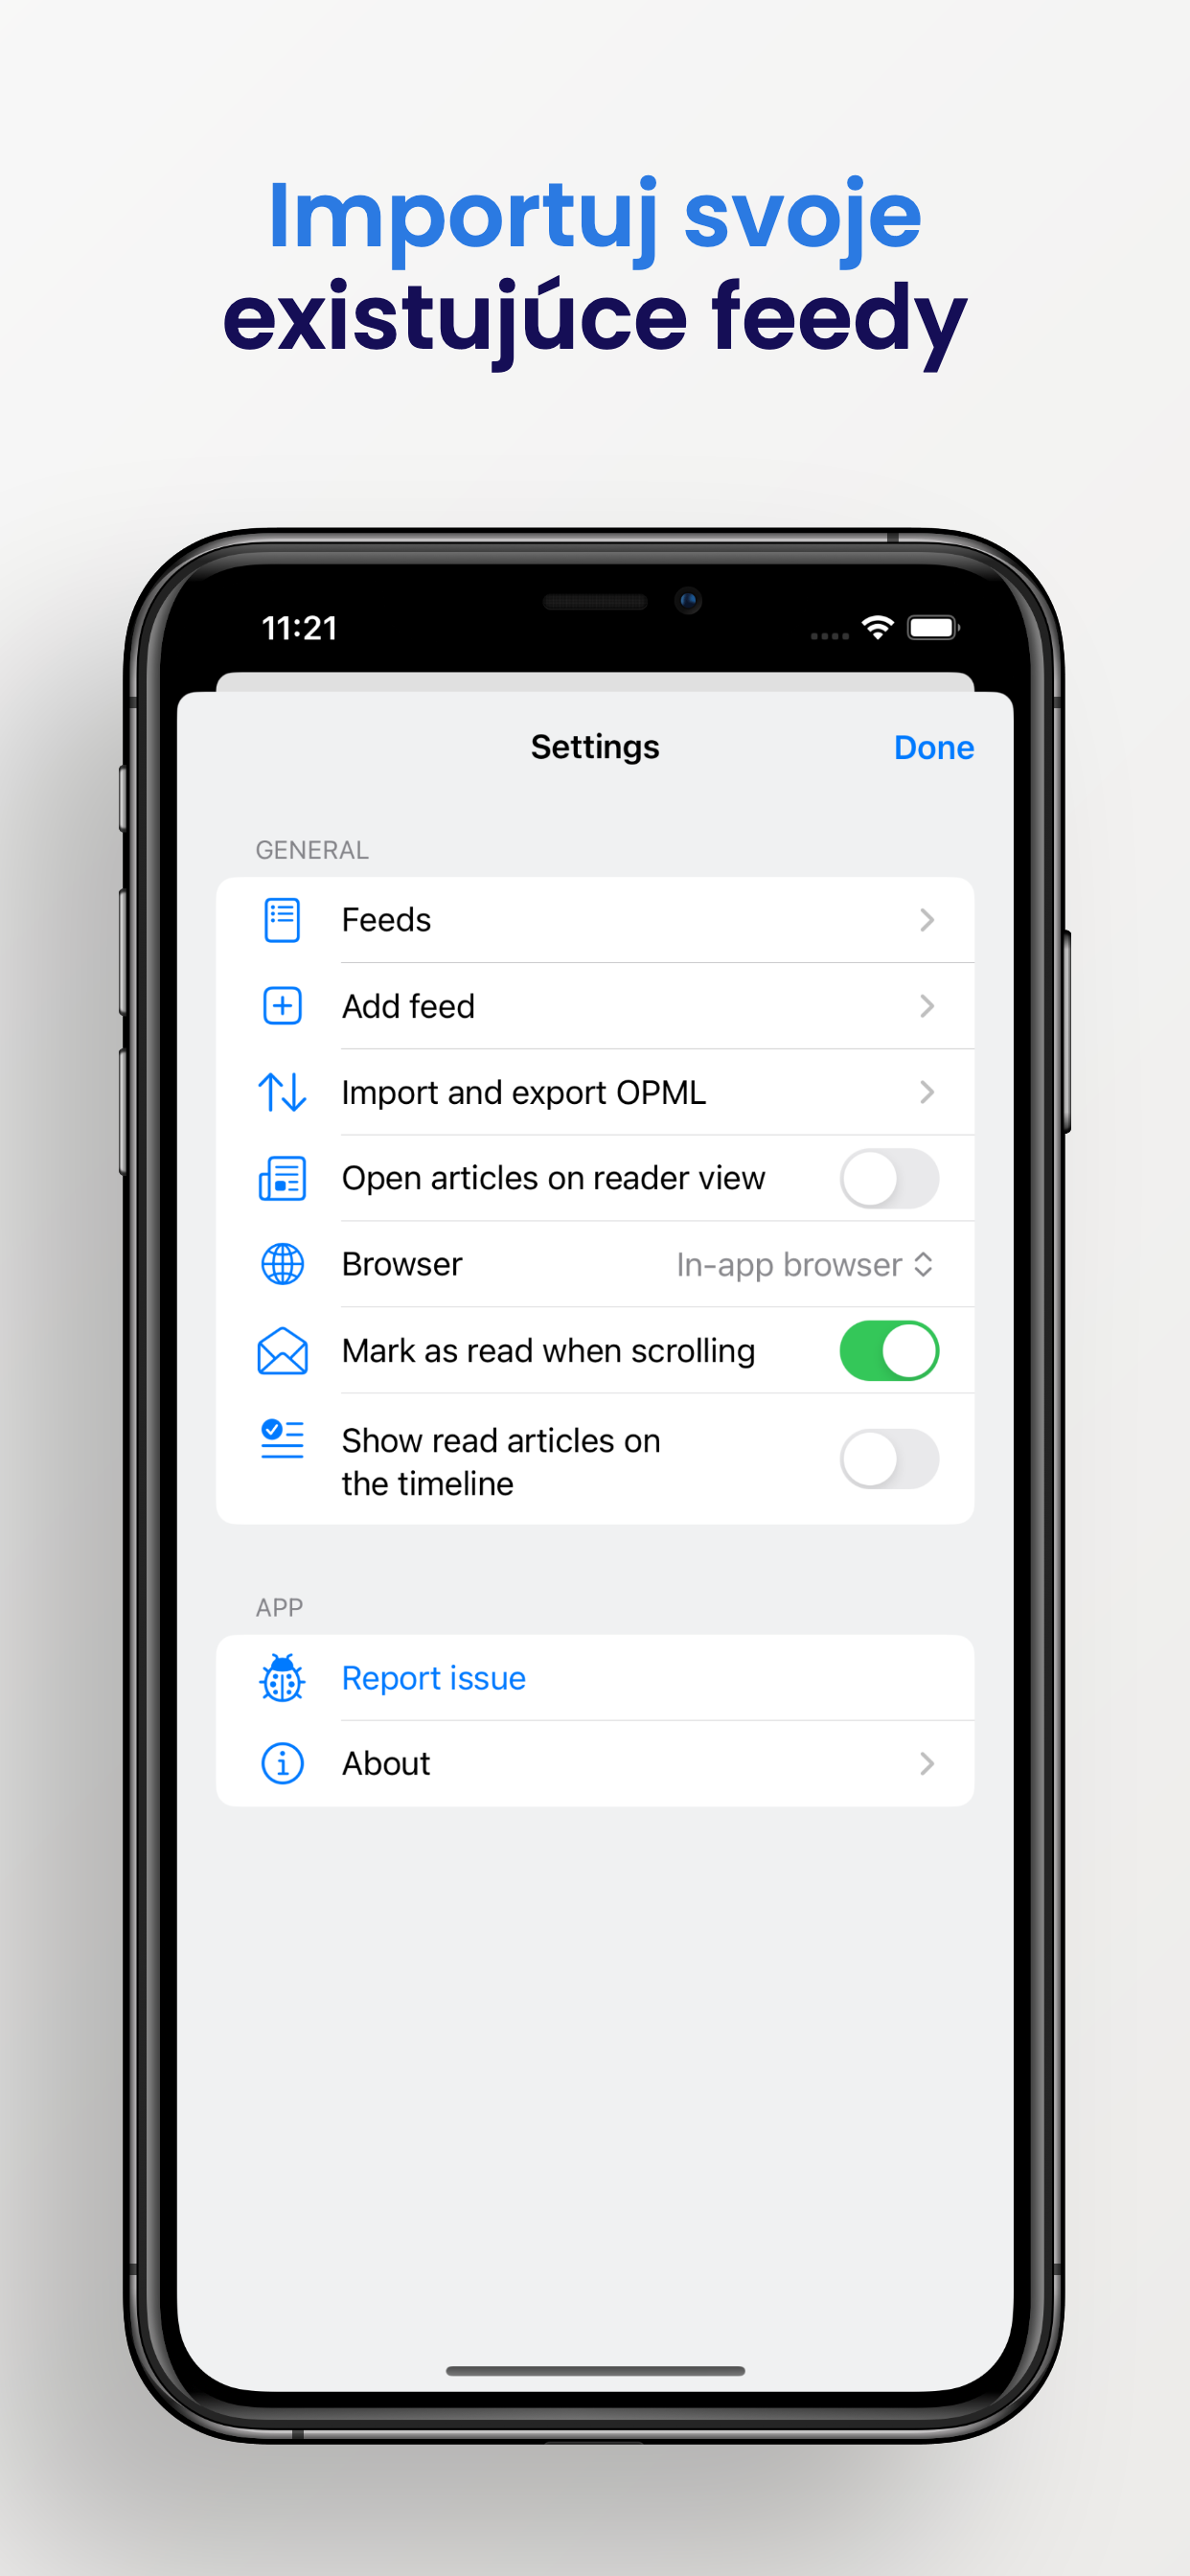 Importuj svoje
existujúce feedy
11:21
Settings
Done
GENERAL
Feeds
Add feed
Import and export OPML
Open articles on reader view
Browser
In-app browser
Mark as read when scrolling
Show read articles on
the timeline
APP
Report issue
About